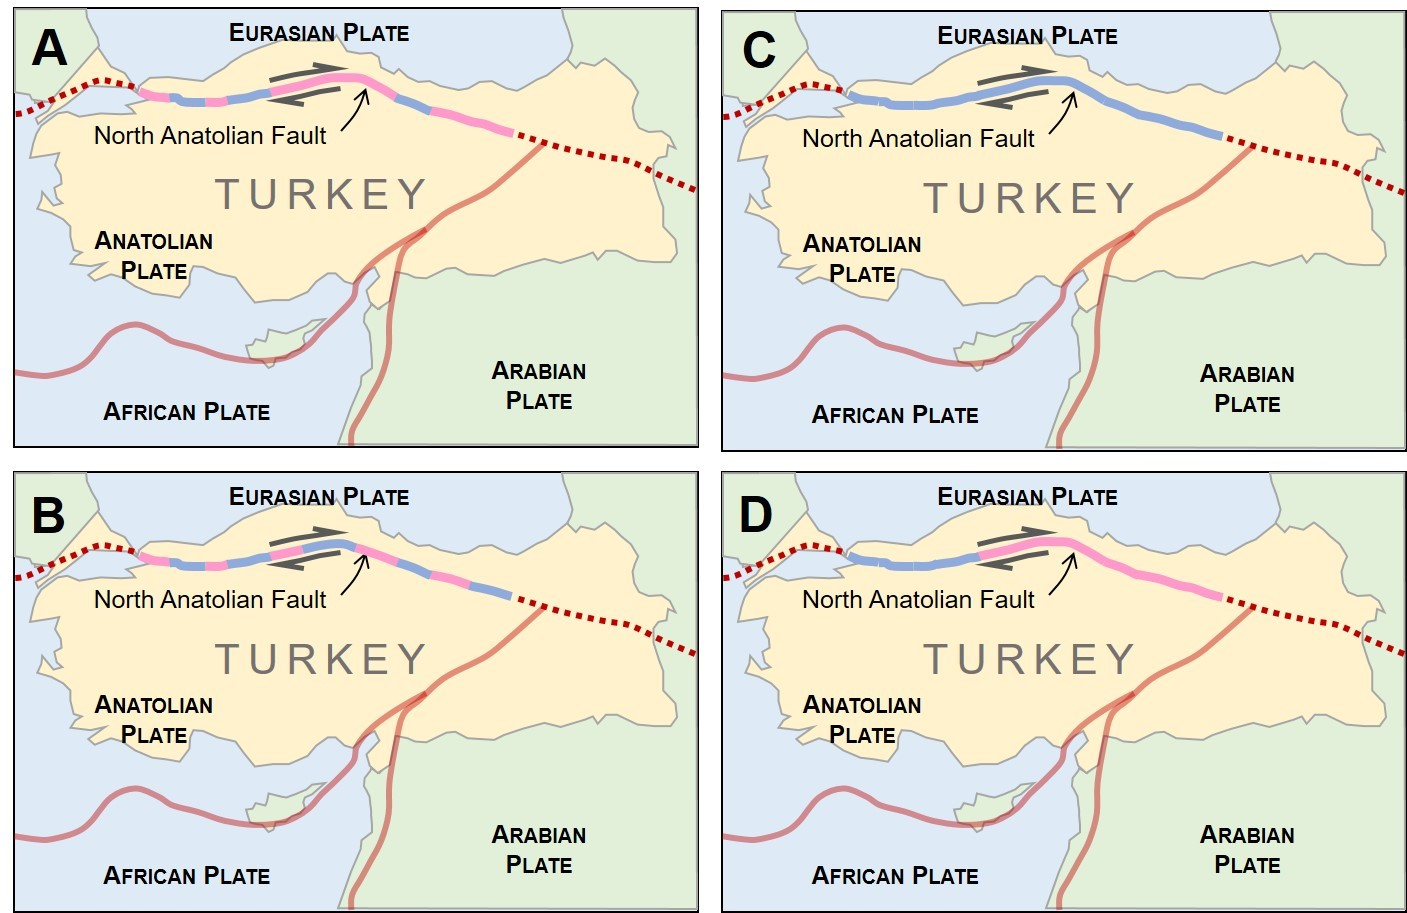 A
EURASIAN PLATE
North Anatolian Fault
TURKEY
ANATOLIAN
PLATE
ARABIAN
PLATE
AFRICAN PLATE
C
EURASIAN PLATE
North Anatolian Fault
TURKEY
ANATOLIAN
PLATE
ARABIAN
PLATE
AFRICAN PLATE
B
EURASIAN PLATE
North Anatolian Fault
TURKEY
ANATOLIAN
PLATE
ARABIAN
PLATE
AFRICAN PLATE
D
EURASIAN PLATE
North Anatolian Fault
TURKEY
ANATOLIAN
PLATE
ARABIAN
PLATE
AFRICAN PLATE